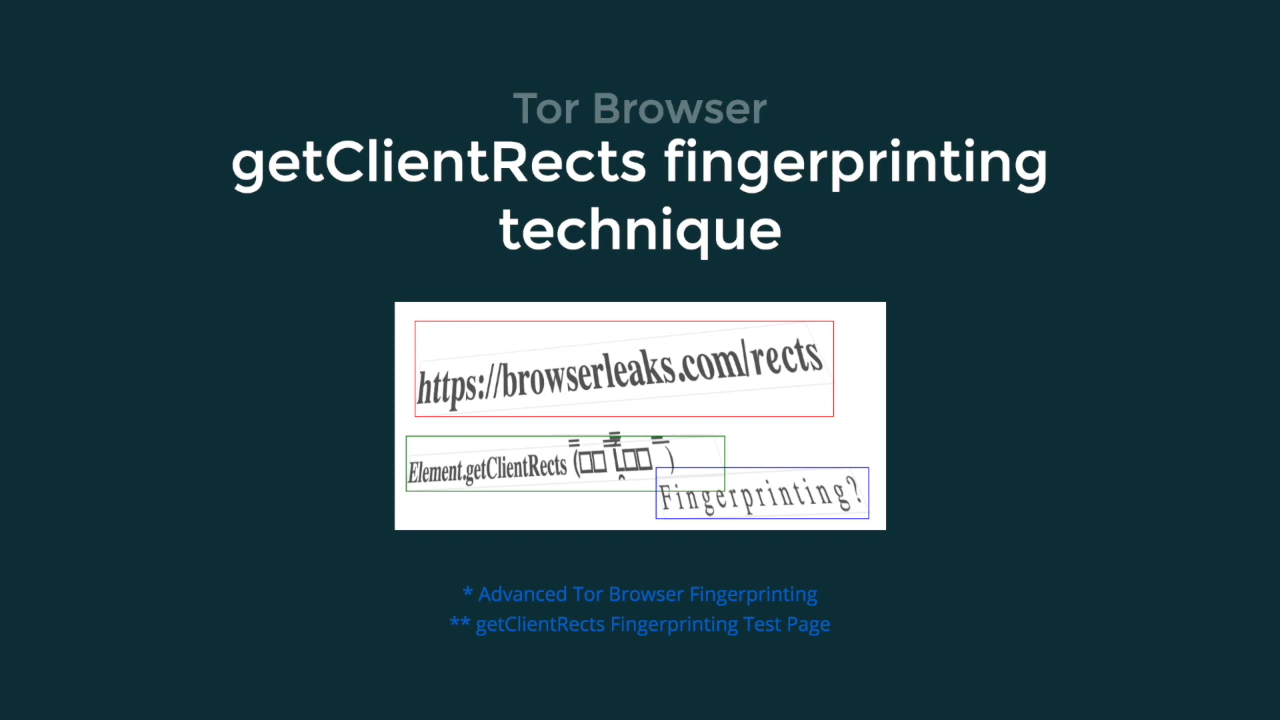 Tor Browser
getClientRects fingerprinting
technique
https://browserleaks.com/rects
Element.getClientRects
Fingerprinting?
* Advanced Tor Browser Fingerprinting
** getClientRects Fingerprinting Test Page